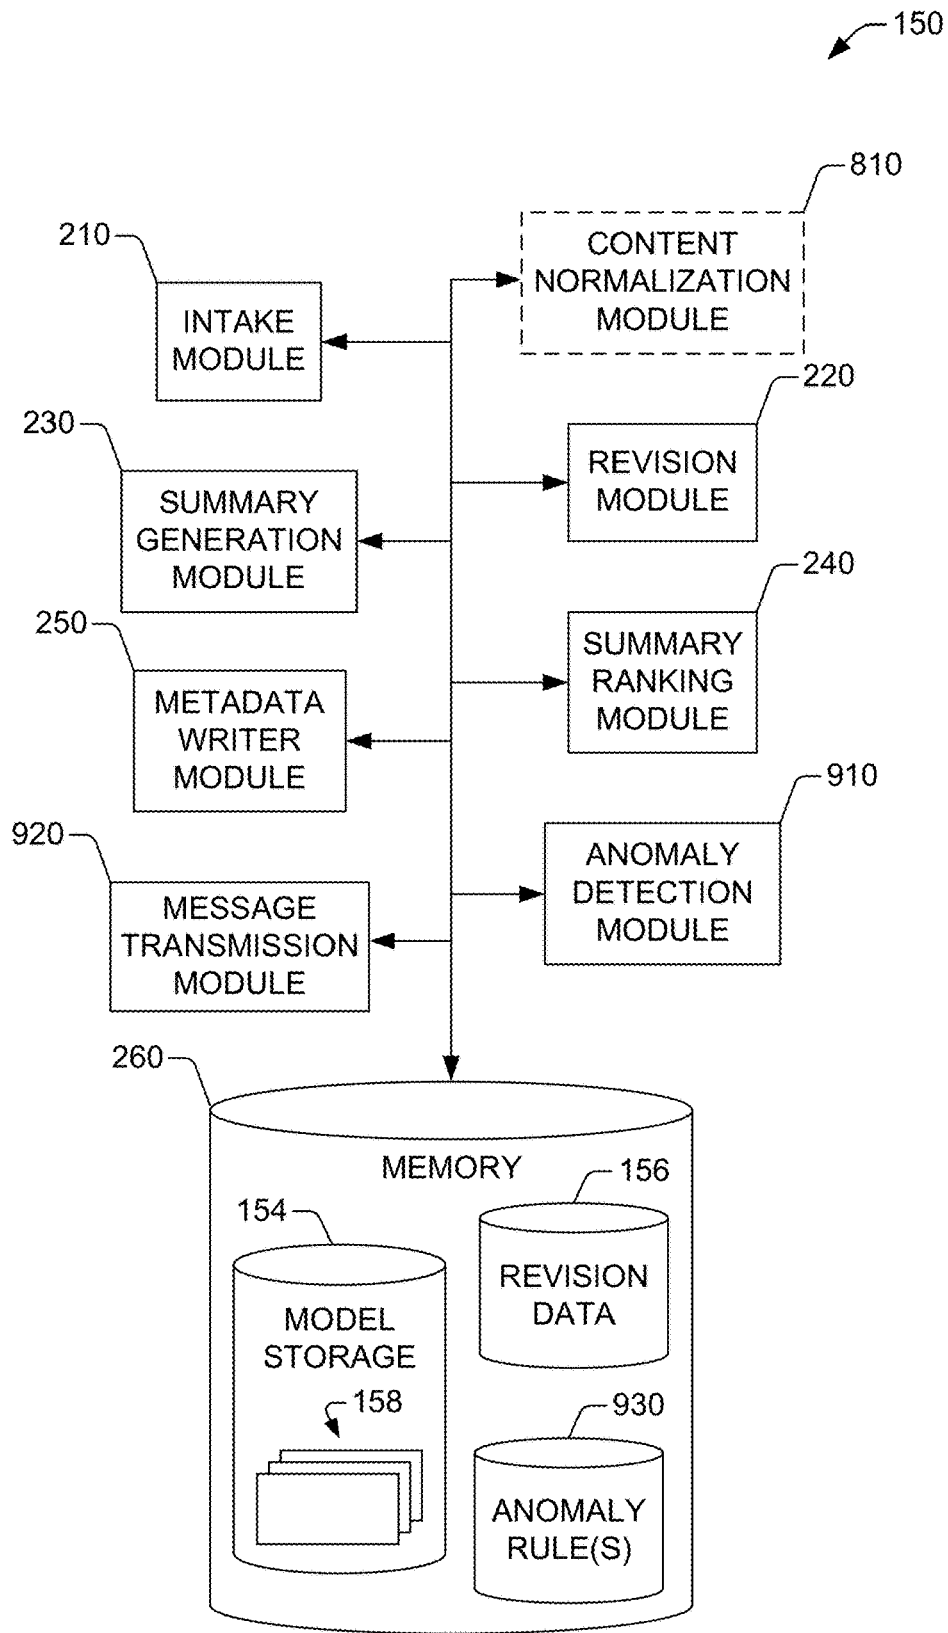 150
810
CONTENT
NORMALIZATION
MODULE
210
INTAKE
MODULE
220
REVISION
MODULE
230
SUMMARY
GENERATION
MODULE
240
SUMMARY
RANKING
MODULE
250
METADATA
WRITER
MODULE
910
ANOMALY
DETECTION
MODULE
920
MESSAGE
TRANSMISSION
MODULE
260
MEMORY
156
REVISION
DATA
154
MODEL
STORAGE
158
930
ANOMALY
RULE(S)